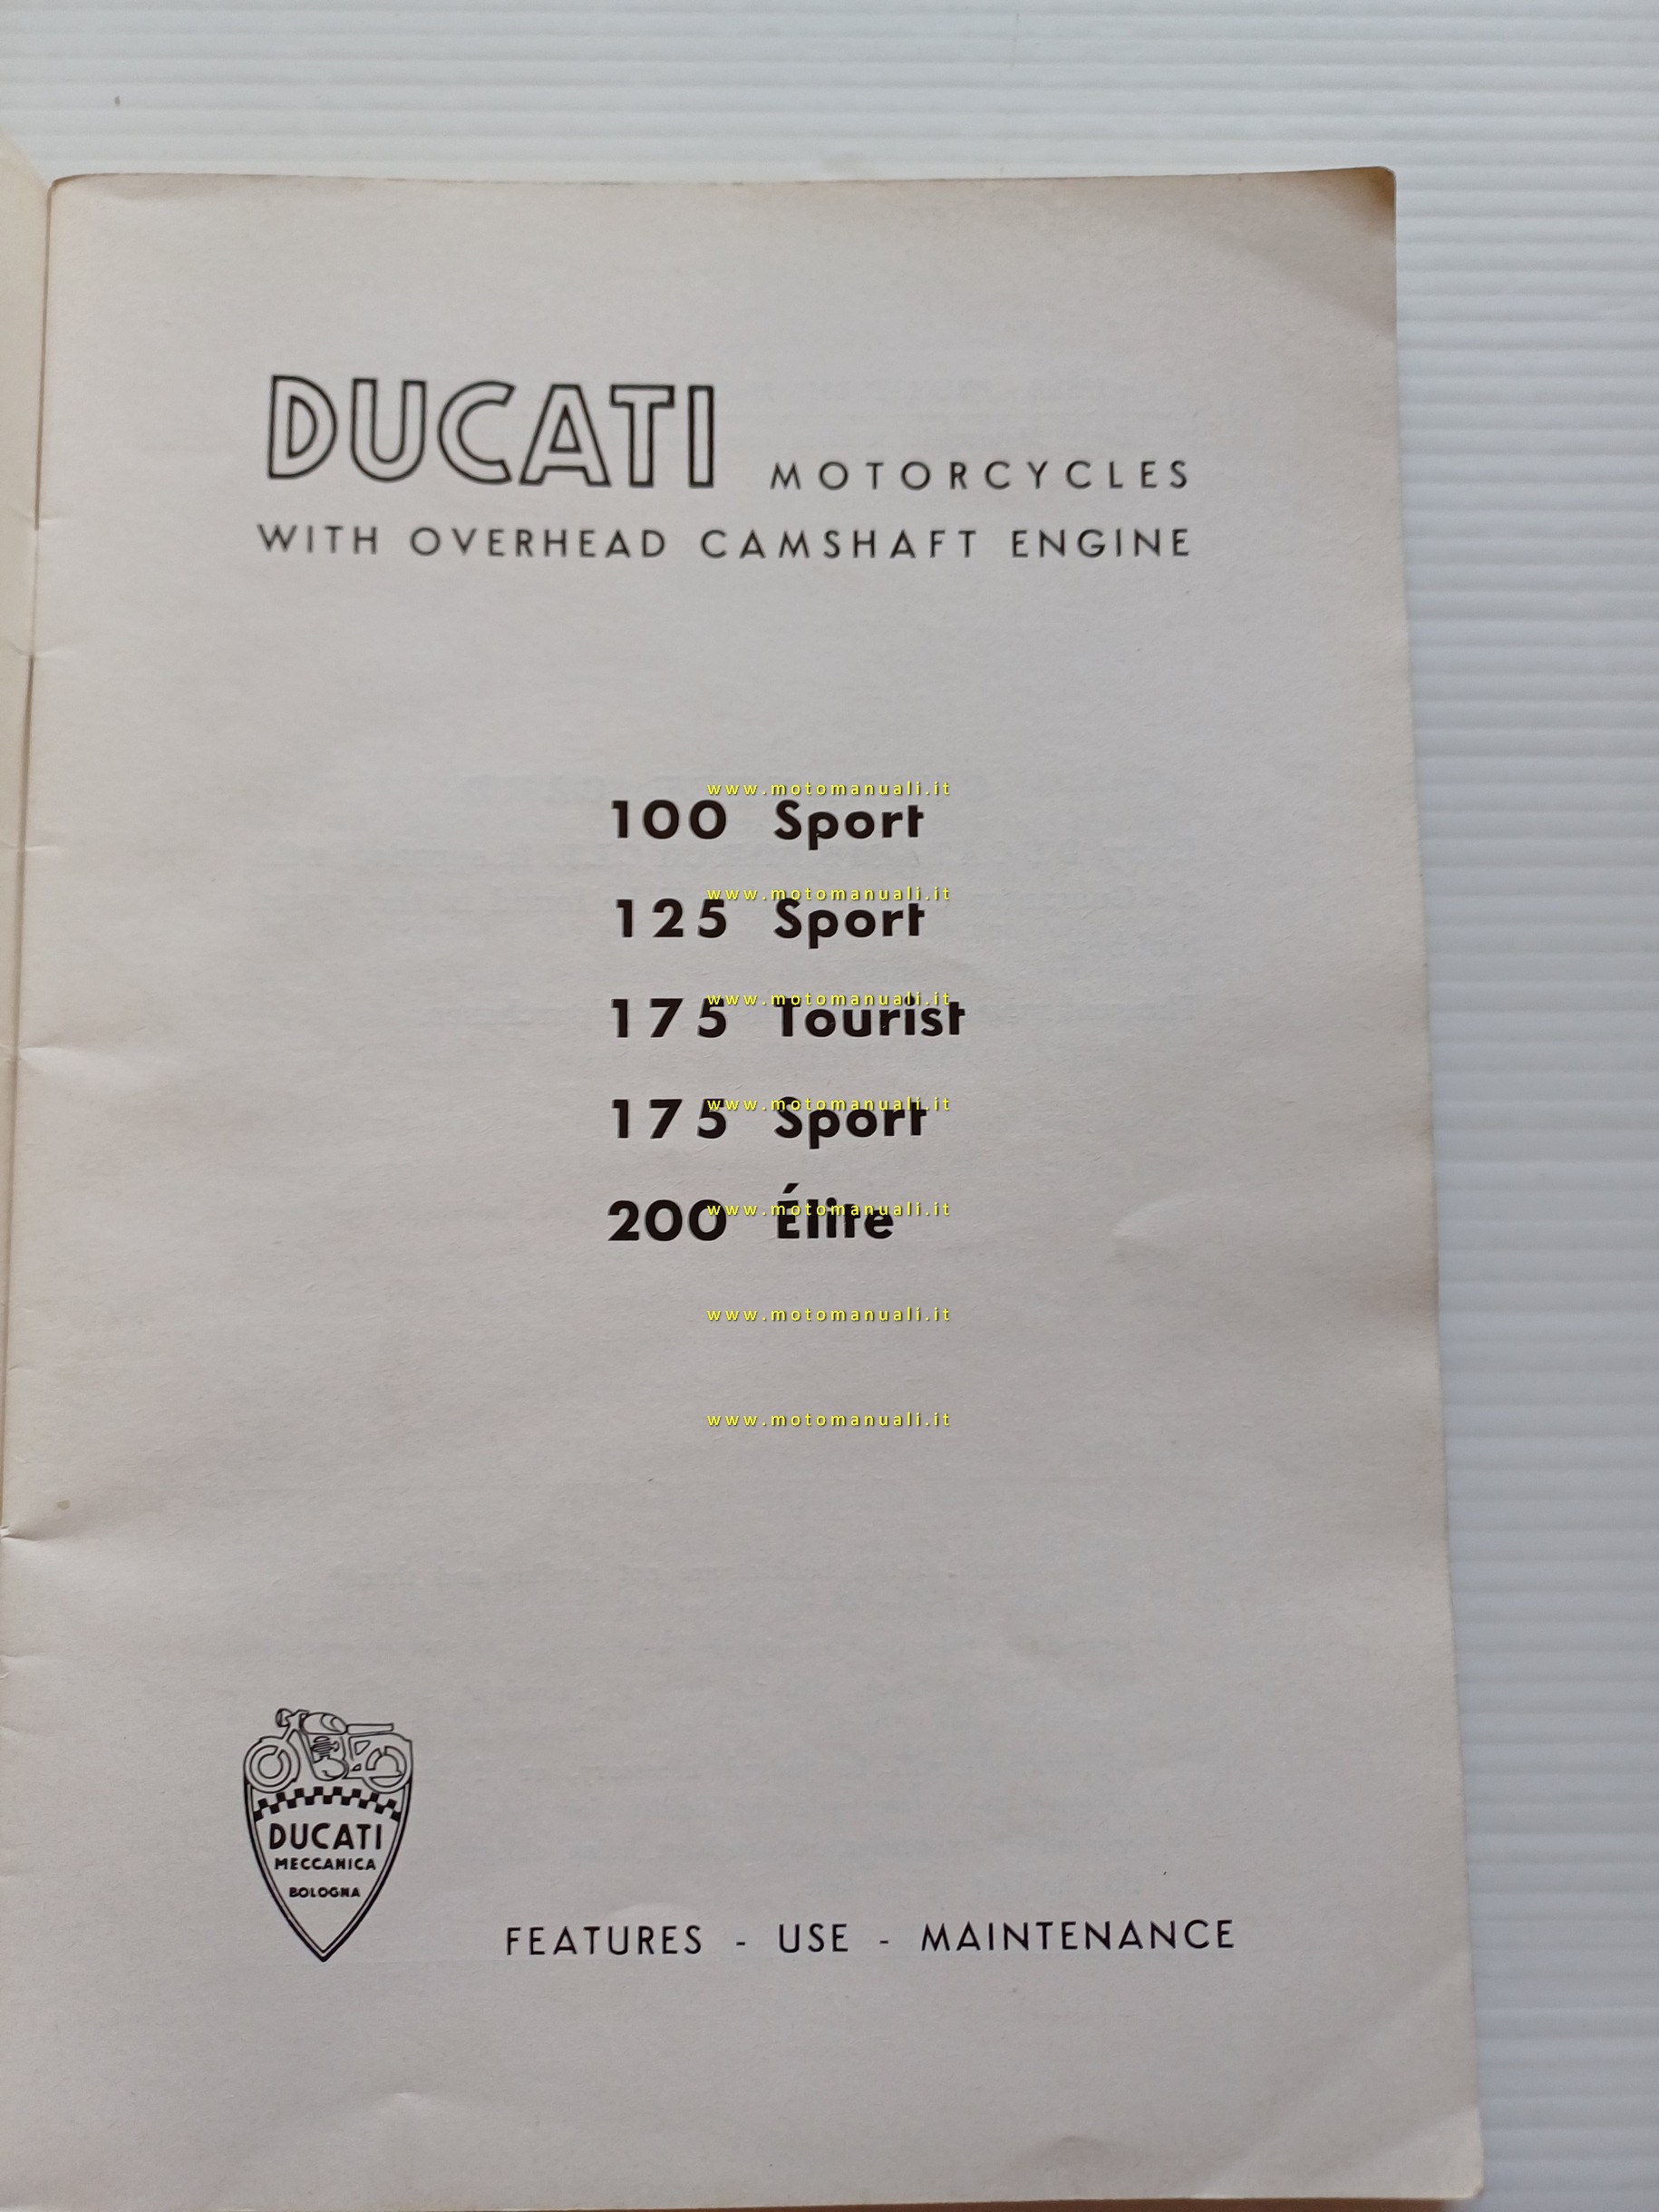 DUCATI MOTORCYCLES
WITH OVERHEAD CAMSHAFT ENGINE
www.motomanuali.it
100 Sport
www.motomanuali.it
125 Sport
www.motomanuali.it
175 Tourist
www.motomanuali.it
175 Sport
www.motomanuali.it
200 Élite
www.motomanuali.it
www.motomanuali.it
DUCATI
MECCANICA
BOLOGNA
FEATURES - USE - MAINTENANCE